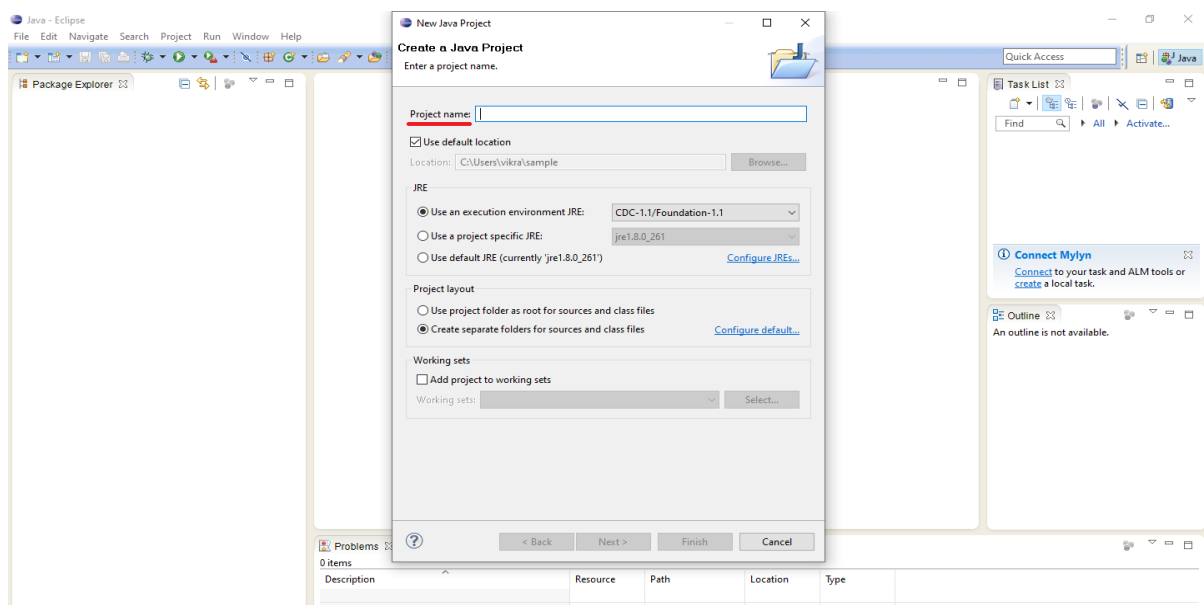 Java - Eclipse
File Edit Navigate Search Project Run Window Help
Quick Access
Java
Package Explorer
New Java Project
Create a Java Project
Enter a project name.
Project name:
Use default location
Location: C:\Users\vikra\sample Browse...
JRE
Use an execution environment JRE: CDC-1.1/Foundation-1.1
Use a project specific JRE: jre1.8.0_261
Use default JRE (currently 'jre1.8.0_261') Configure JREs...
Project layout
Use project folder as root for sources and class files
Create separate folders for sources and class files Configure default...
Working sets
Add project to working sets
Working sets: Select...
< Back Next > Finish Cancel
Task List
Find All Activate...
Connect Mylyn
Connect to your task and ALM tools or
create a local task.
Outline
An outline is not available.
Problems
0 items
Description Resource Path Location Type